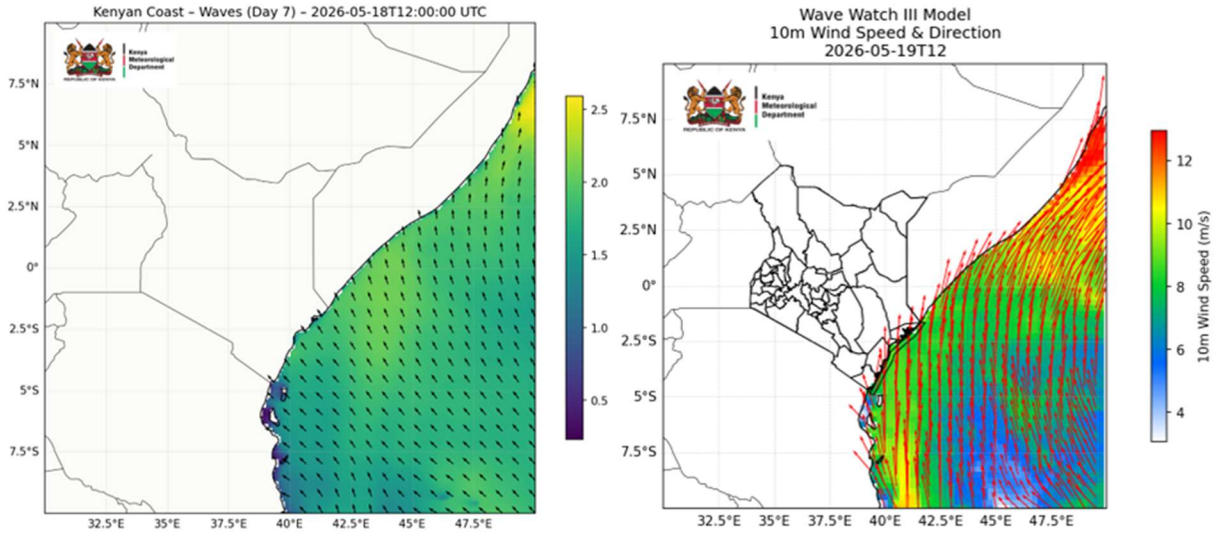 Kenyan Coast – Waves (Day 7) – 2026-05-18T12:00:00 UTC
Kenya
Meteorological
Department
REPUBLIC OF KENYA
7.5°N
5°N
2.5°N
0°
2.5°S
5°S
7.5°S
32.5°E 35°E 37.5°E 40°E 42.5°E 45°E 47.5°E
2.5
2.0
1.5
1.0
0.5
Wave Watch III Model
10m Wind Speed & Direction
2026-05-19T12
Kenya
Meteorological
Department
REPUBLIC OF KENYA
7.5°N
5°N
2.5°N
0°
2.5°S
5°S
7.5°S
32.5°E 35°E 37.5°E 40°E 42.5°E 45°E 47.5°E
12
10
8
6
4
10m Wind Speed (m/s)